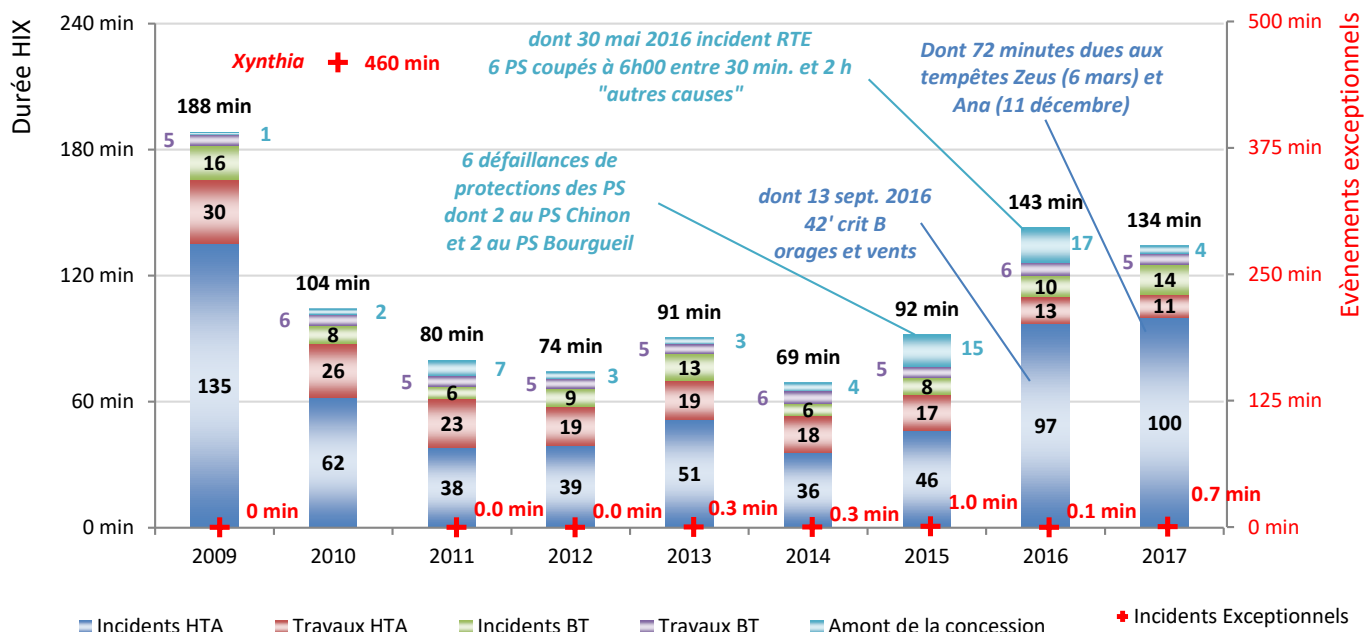 Durée HIX
Evènements exceptionnels
240 min
180 min
120 min
60 min
0 min
500 min
375 min
250 min
125 min
0 min
Xynthia
460 min
dont 30 mai 2016 incident RTE
6 PS coupés à 6h00 entre 30 min. et 2 h
"autres causes"
Dont 72 minutes dues aux
tempêtes Zeus (6 mars) et
Ana (11 décembre)
6 défaillances de
protections des PS
dont 2 au PS Chinon
et 2 au PS Bourgueil
dont 13 sept. 2016
42' crit B
orages et vents
188 min
5
1
16
30
135
0 min
104 min
6
2
8
26
62
80 min
5
7
6
23
38
0.0 min
74 min
5
3
9
19
39
0.0 min
91 min
5
3
13
19
51
0.3 min
69 min
6
4
6
18
36
0.3 min
92 min
5
15
8
17
46
1.0 min
143 min
6
17
10
13
97
0.1 min
134 min
5
4
14
11
100
0.7 min
2009 2010 2011 2012 2013 2014 2015 2016 2017
Incidents HTA Travaux HTA Incidents BT Travaux BT Amont de la concession Incidents Exceptionnels